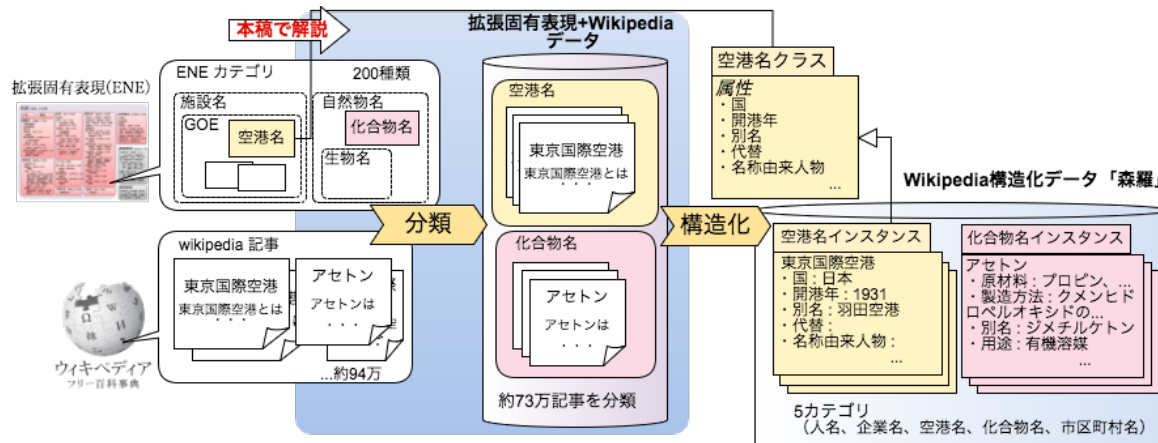 本稿で解説
拡張固有表現+Wikipedia
データ
拡張固有表現(ENE)
ENE カテゴリ
200種類
施設名
GOE
空港名
自然物名
化合物名
生物名
wikipedia 記事
東京国際空港
東京国際空港とは
・・・
アセトン
アセトンは
・・・
...約94万
ウィキペディア
フリー百科事典
分類
空港名
東京国際空港
東京国際空港とは
・・・
化合物名
アセトン
アセトンは
・・・
約73万記事を分類
構造化
空港名クラス
属性
・国
・開港年
・別名
・代替
・名称由来人物
...
Wikipedia構造化データ「森羅」
空港名インスタンス
東京国際空港
・国 : 日本
・開港年 : 1931
・別名 : 羽田空港
・代替 :
・名称由来人物 :
...
化合物名インスタンス
アセトン
・原材料 : プロピン、...
・製造方法 : クメンヒド
ロペルオキシドの...
・別名 : ジメチルケトン
・用途 : 有機溶媒
...
5カテゴリ
（人名、企業名、空港名、化合物名、市区町村名）